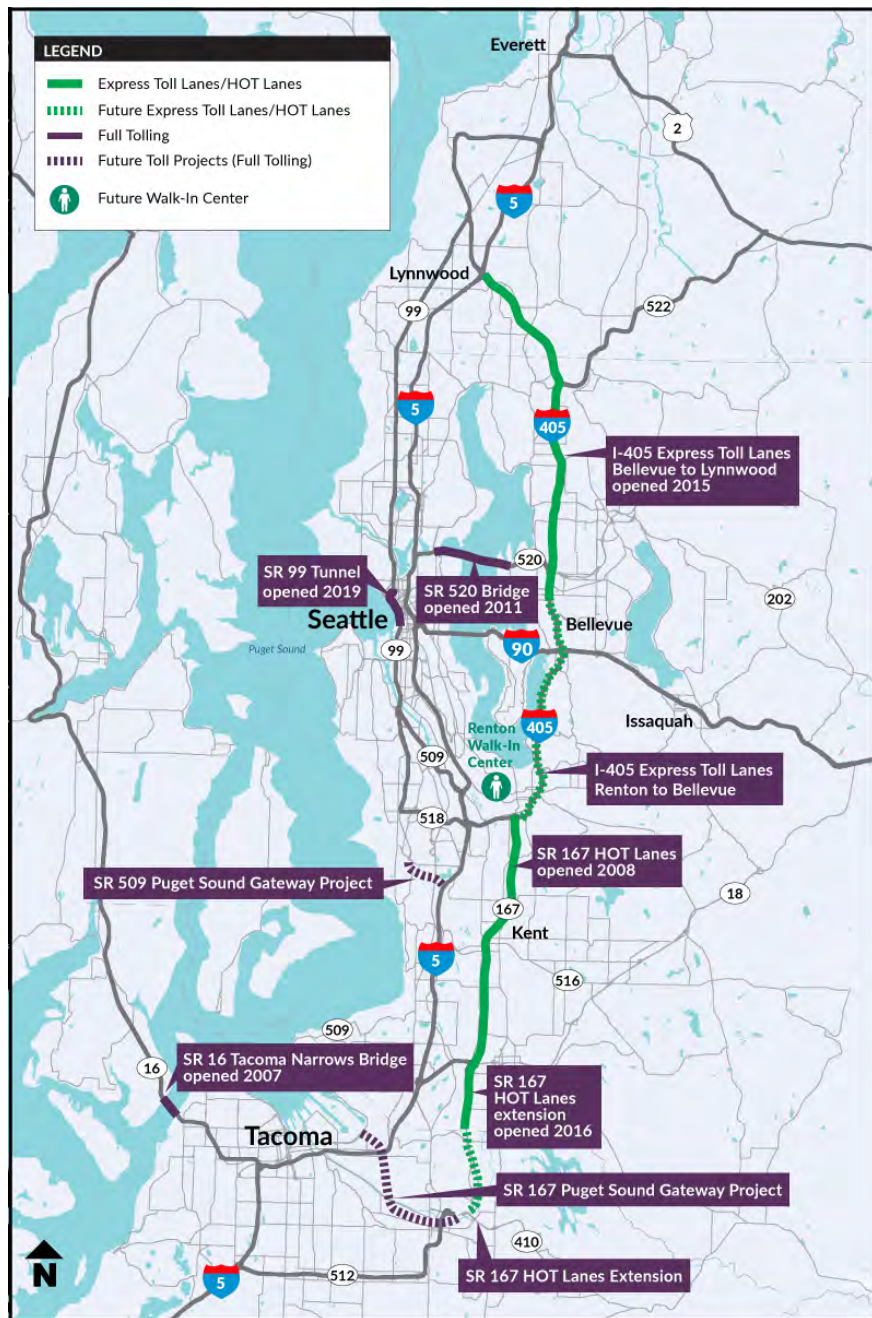 LEGEND
Express Toll Lanes/HOT Lanes
Future Express Toll Lanes/HOT Lanes
Full Tolling
Future Toll Projects (Full Tolling)
Future Walk-In Center
Everett
2
5
Lynnwood
99
522
5
405
I-405 Express Toll Lanes
Bellevue to Lynnwood
opened 2015
520
SR 99 Tunnel
opened 2019
SR 520 Bridge
opened 2011
202
Seattle
Bellevue
99
90
Puget Sound
Issaquah
405
Renton
Walk-In
Center
509
I-405 Express Toll Lanes
Renton to Bellevue
518
SR 167 HOT Lanes
opened 2008
SR 509 Puget Sound Gateway Project
18
167
Kent
5
516
509
SR 16 Tacoma Narrows Bridge
opened 2007
16
SR 167
HOT Lanes
extension
opened 2016
Tacoma
SR 167 Puget Sound Gateway Project
410
N
5
512
SR 167 HOT Lanes Extension